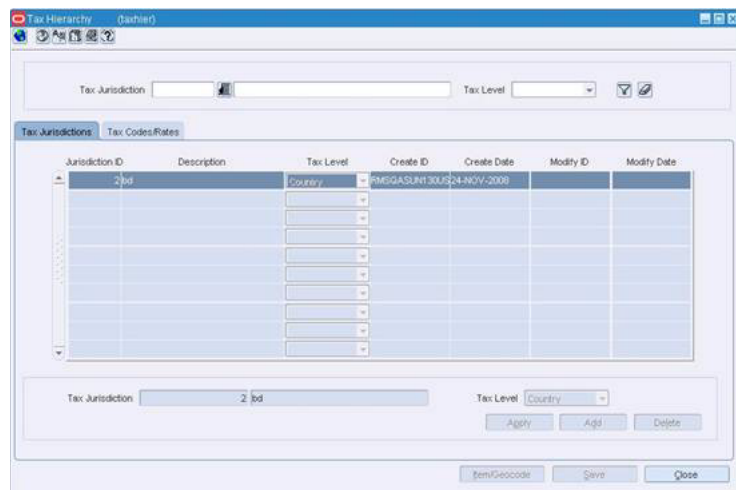 Tax Hierarchy (taxhier)
Tax Jurisdiction Tax Level
Tax Jurisdictions Tax Codes/Rates
Jurisdiction ID Description Tax Level Create ID Create Date Modify ID Modify Date
2 bd Country RMSQASUN130US 24-NOV-2008
Tax Jurisdiction 2 bd Tax Level Country
Apply Add Delete
Item/Geocode Save Close